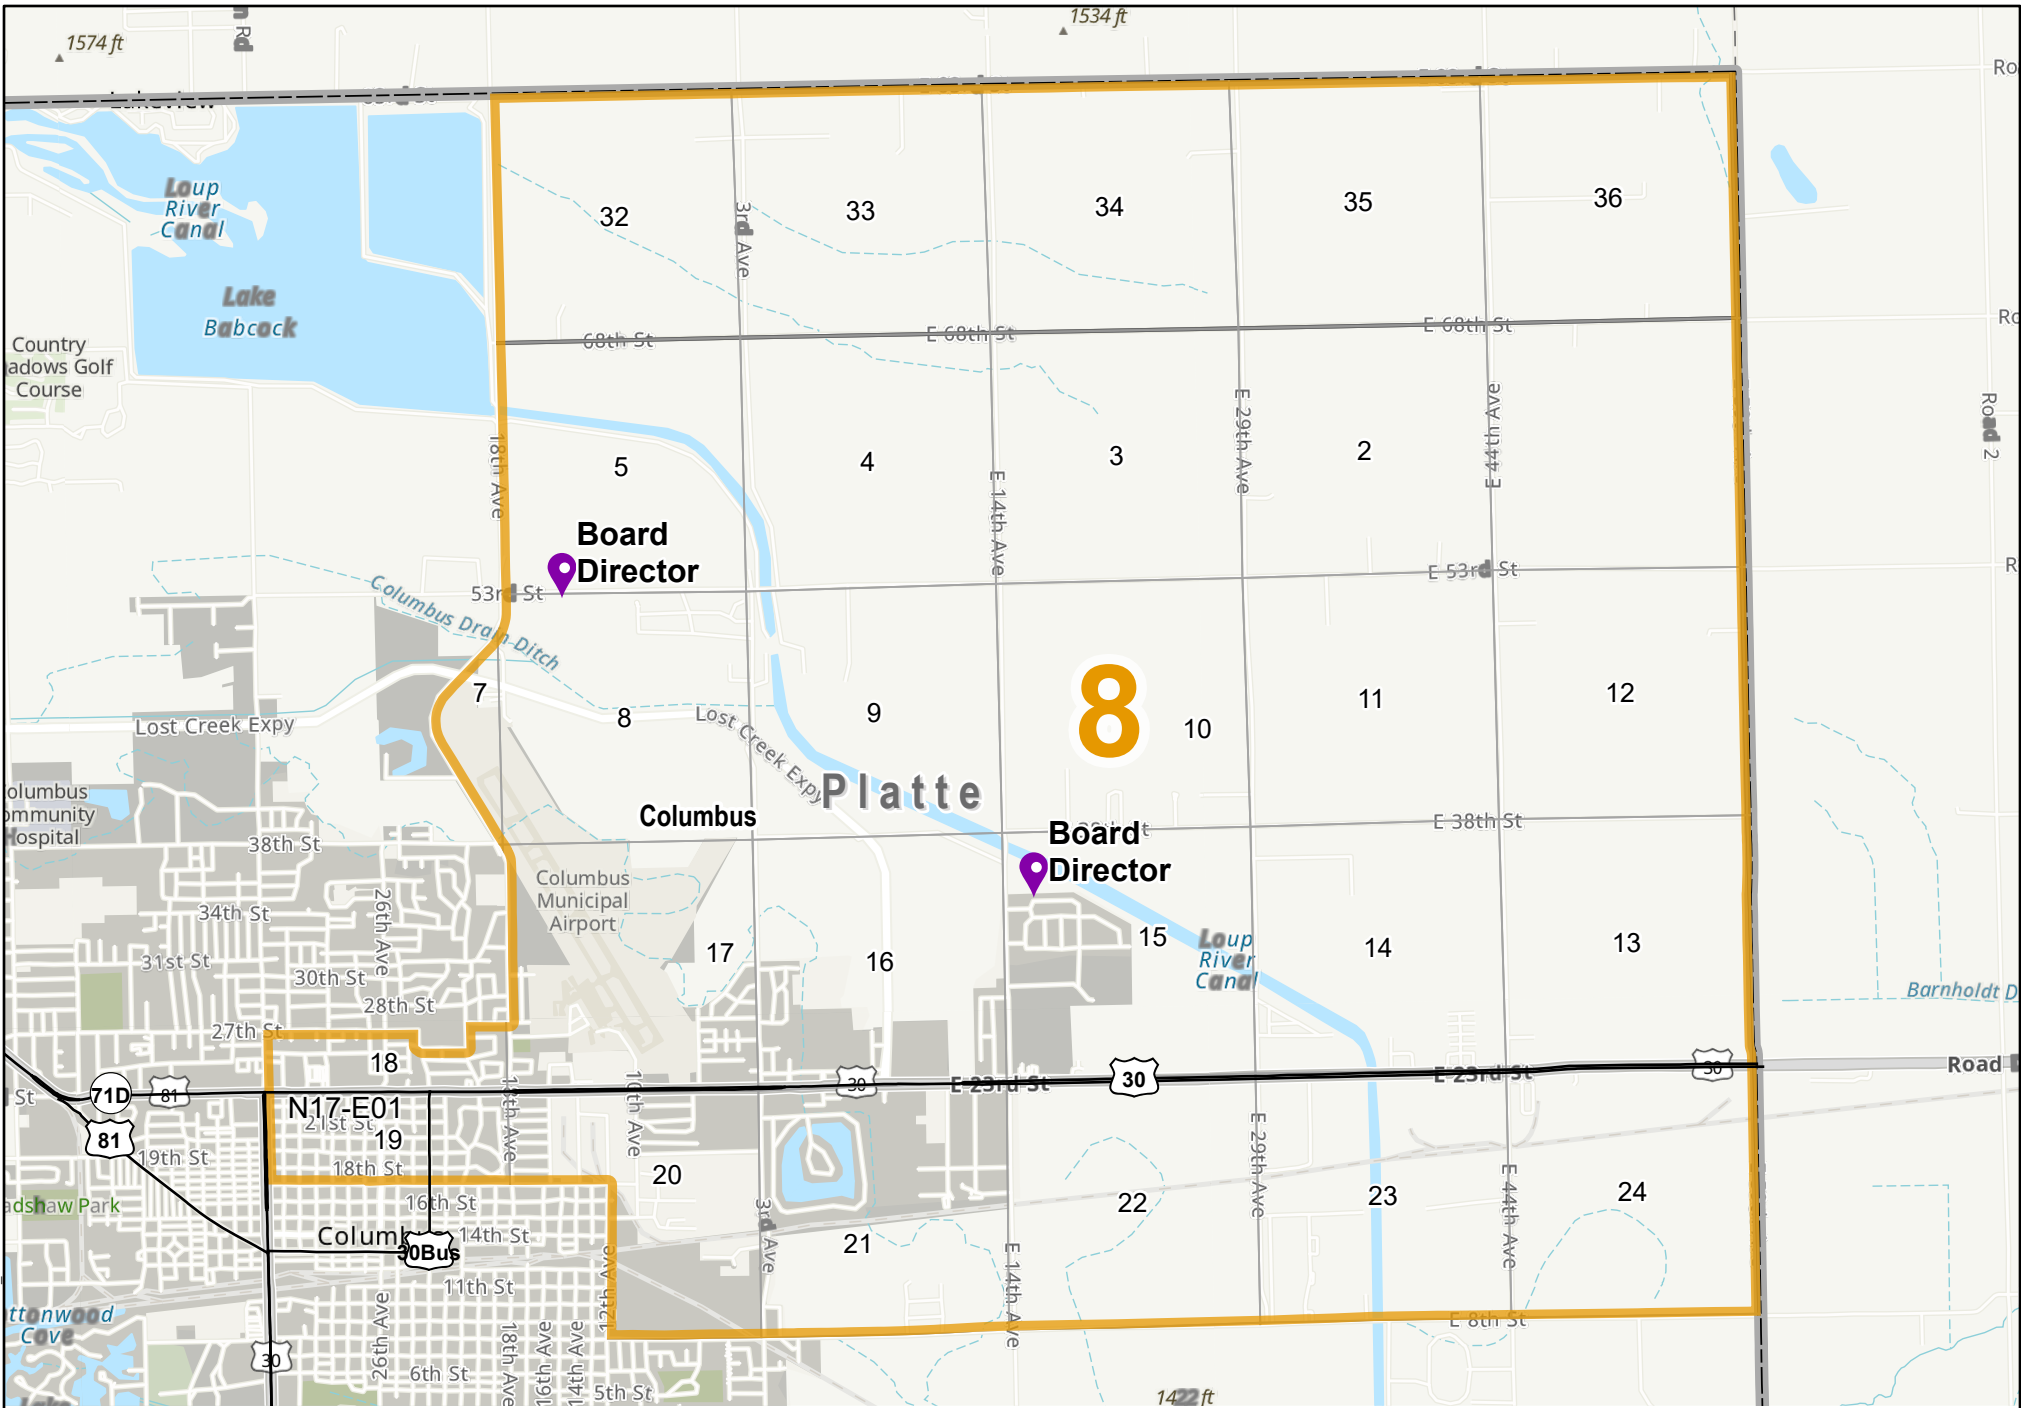 1574 ft
1534 ft
Lakeview
Loup
River
Canal
Lake
Babcock
Country
adows Golf
Course
32
33
34
35
36
3rd Ave
68th St
E 68th St
E 68th St
18th Ave
5
4
3
2
E 14th Ave
E 29th Ave
E 44th Ave
Road 2
Board
Director
53rd St
E 53rd St
Columbus Drain Ditch
7
8
9
8
10
11
12
Lost Creek Expy
Lost Creek Expy
Platte
Columbus
olumbus
ommunity
Hospital
38th St
E 38th St
Board
Director
Columbus
Municipal
Airport
34th St
26th Ave
31st St
30th St
28th St
27th St
17
16
15
Loup
River
Canal
14
13
Barnholdt D
18
71D
81
81
St
30
E 23rd St
30
E 23rd St
30
Road
N17-E01
21st St
19
19th St
18th St
18th Ave
10th Ave
20
3rd Ave
21
22
E 29th Ave
23
E 44th Ave
24
adshaw Park
16th St
14th St
30Bus
11th St
12th Ave
E 14th Ave
E 8th St
ttonwood
Cove
30
26th Ave
6th St
18th Ave
16th Ave
14th Ave
5th St
1422 ft
Lake